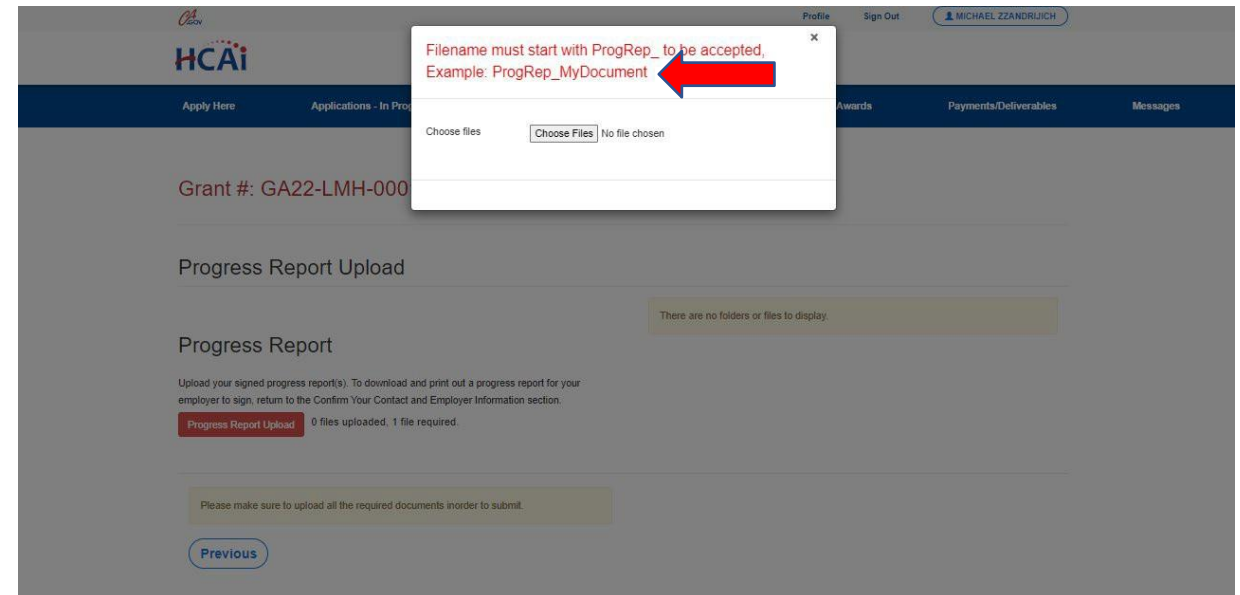 CA.GOV
Profile
Sign Out
MICHAEL ZZANDRIJICH
HCAi
Filename must start with ProgRep_ to be accepted,
Example: ProgRep_MyDocument
×
Apply Here
Applications - In Prog
Awards
Payments/Deliverables
Messages
Choose files
Choose Files No file chosen
Grant #: GA22-LMH-000
Progress Report Upload
There are no folders or files to display.
Progress Report
Upload your signed progress report(s). To download and print out a progress report for your
employer to sign, return to the Confirm Your Contact and Employer Information section.
Progress Report Upload 0 files uploaded, 1 file required.
Please make sure to upload all the required documents inorder to submit.
Previous